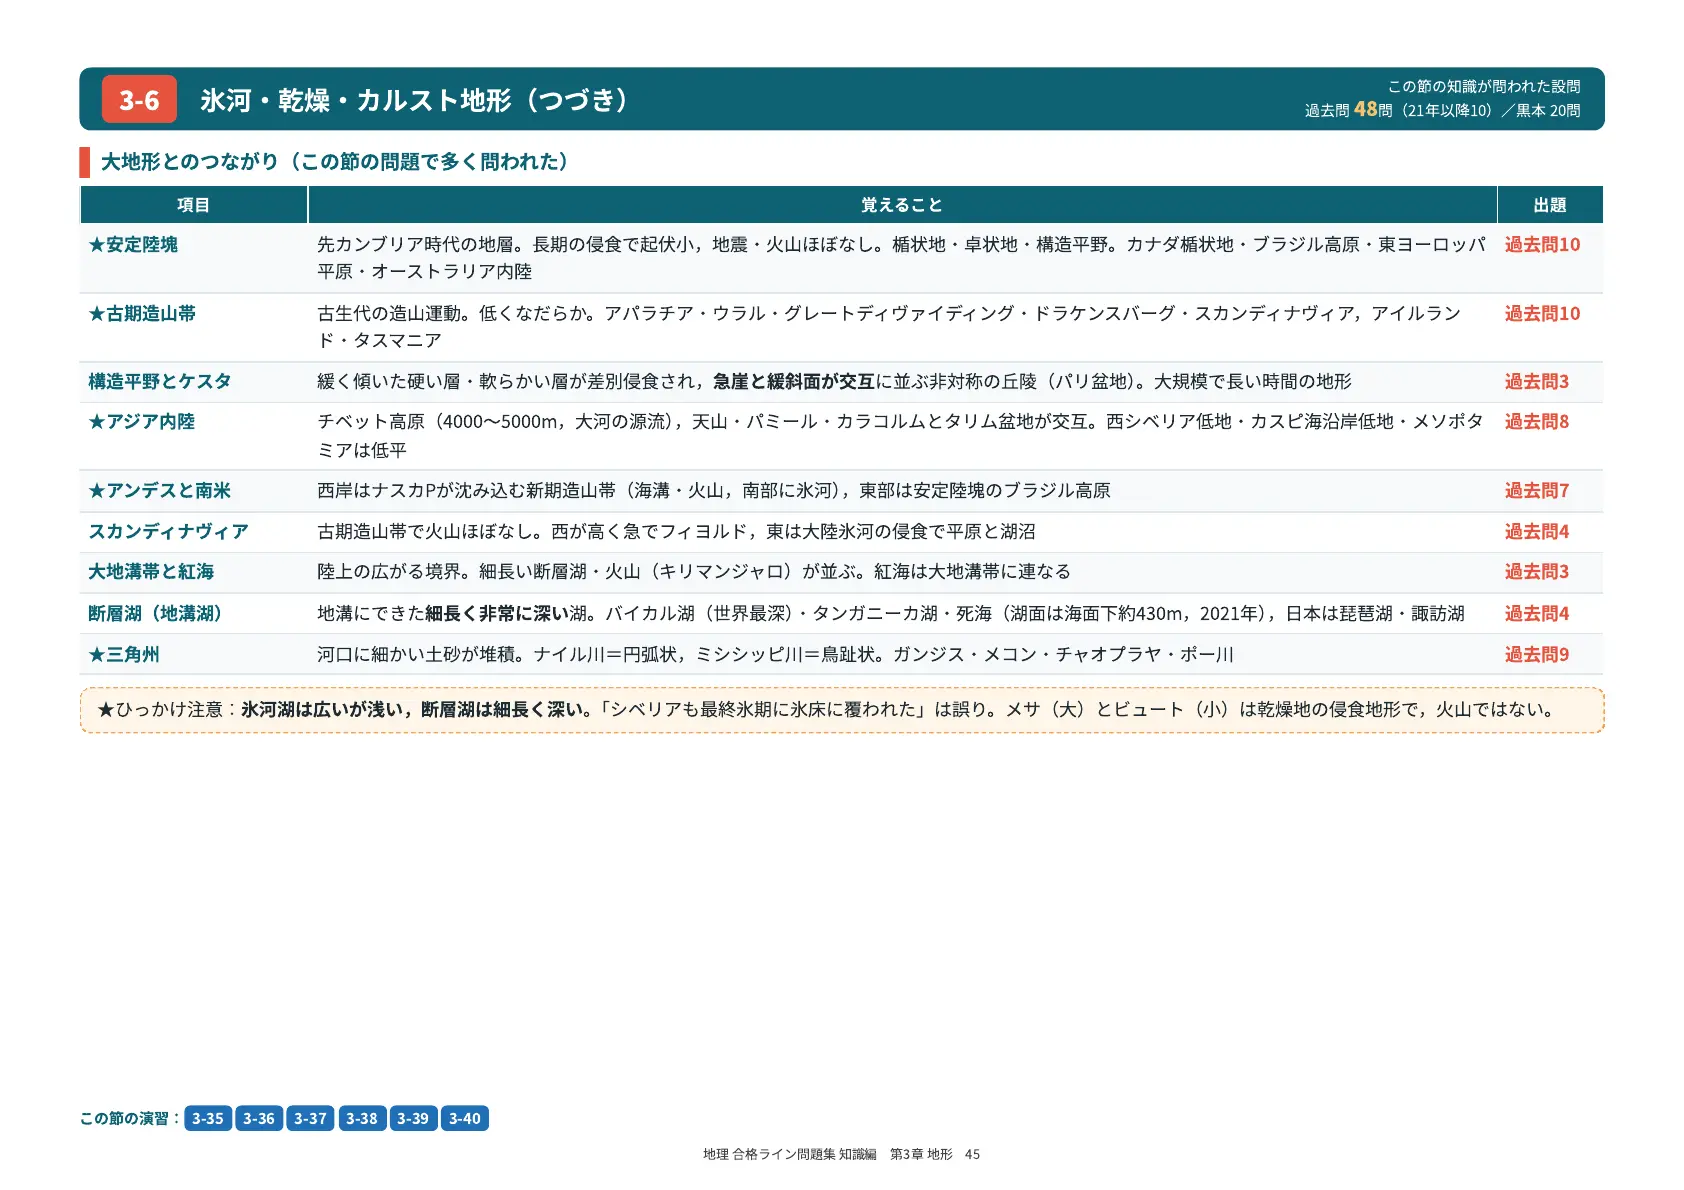 3-6 氷河・乾燥・カルスト地形（つづき）
この節の知識が問われた設問
過去問 48問（21年以降10）／黒本 20問
大地形とのつながり（この節の問題で多く問われた）
項目 覚えること 出題
★安定陸塊 先カンブリア時代の地層。長期の侵食で起伏小，地震・火山ほぼなし。楯状地・卓状地・構造平野。カナダ楯状地・ブラジル高原・東ヨーロッパ 過去問10
平原・オーストラリア内陸
★古期造山帯 古生代の造山運動。低くなだらか。アパラチア・ウラル・グレートディヴァイディング・ドラケンスバーグ・スカンディナヴィア，アイルラン 過去問10
ド・タスマニア
構造平野とケスタ 緩く傾いた硬い層・軟らかい層が差別侵食され，急崖と緩斜面が交互に並ぶ非対称の丘陵（パリ盆地）。大規模で長い時間の地形 過去問3
★アジア内陸 チベット高原（4000〜5000m，大河の源流），天山・パミール・カラコルムとタリム盆地が交互。西シベリア低地・カスピ海沿岸低地・メソポタ 過去問8
ミアは低平
★アンデスと南米 西岸はナスカPが沈み込む新期造山帯（海溝・火山，南部に氷河），東部は安定陸塊のブラジル高原 過去問7
スカンディナヴィア 古期造山帯で火山ほぼなし。西が高く急でフィヨルド，東は大陸氷河の侵食で平原と湖沼 過去問4
大地溝帯と紅海 陸上の広がる境界。細長い断層湖・火山（キリマンジャロ）が並ぶ。紅海は大地溝帯に連なる 過去問3
断層湖（地溝湖） 地溝にできた細長く非常に深い湖。バイカル湖（世界最深）・タンガニーカ湖・死海（湖面は海面下約430m，2021年），日本は琵琶湖・諏訪湖 過去問4
★三角州 河口に細かい土砂が堆積。ナイル川＝円弧状，ミシシッピ川＝鳥趾状。ガンジス・メコン・チャオプラヤ・ポー川 過去問9
★ひっかけ注意：氷河湖は広いが浅い，断層湖は細長く深い。「シベリアも最終氷期に氷床に覆われた」は誤り。メサ（大）とビュート（小）は乾燥地の侵食地形で，火山ではない。
この節の演習： 3-35 3-36 3-37 3-38 3-39 3-40
地理 合格ライン問題集 知識編　第3章 地形　45